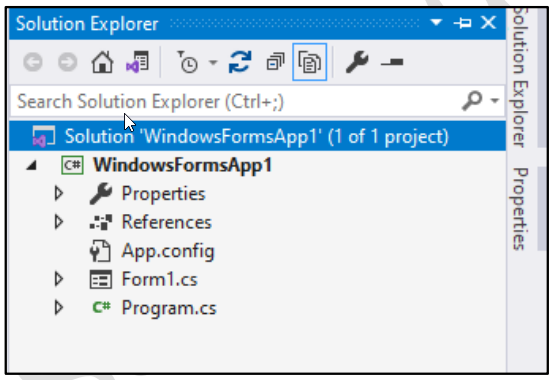 Solution Explorer
Search Solution Explorer (Ctrl+;)
Solution 'WindowsFormsApp1' (1 of 1 project)
C# WindowsFormsApp1
Properties
References
App.config
Form1.cs
C# Program.cs
Solution Explorer
Properties